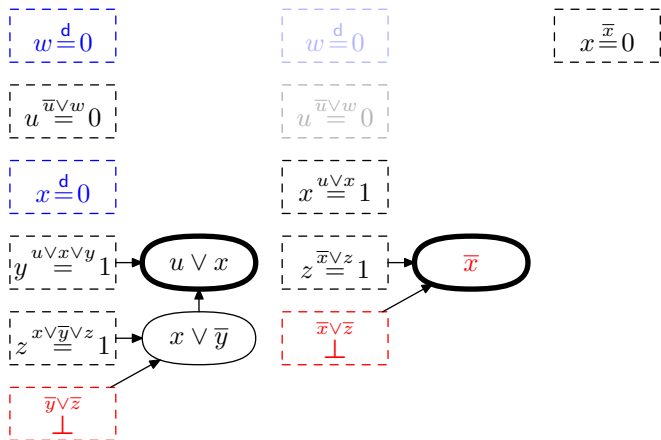 w =^d 0
u =^{u̅∨w} 0
x =^d 0
y =^{u∨x∨y} 1
u ∨ x
z =^{x∨y̅∨z} 1
x ∨ y̅
y̅∨z̅
⊥
w =^d 0
u =^{u̅∨w} 0
x =^{u∨x} 1
z =^{x̅∨z} 1
x̅
x̅∨z̅
⊥
x =^{x̅} 0